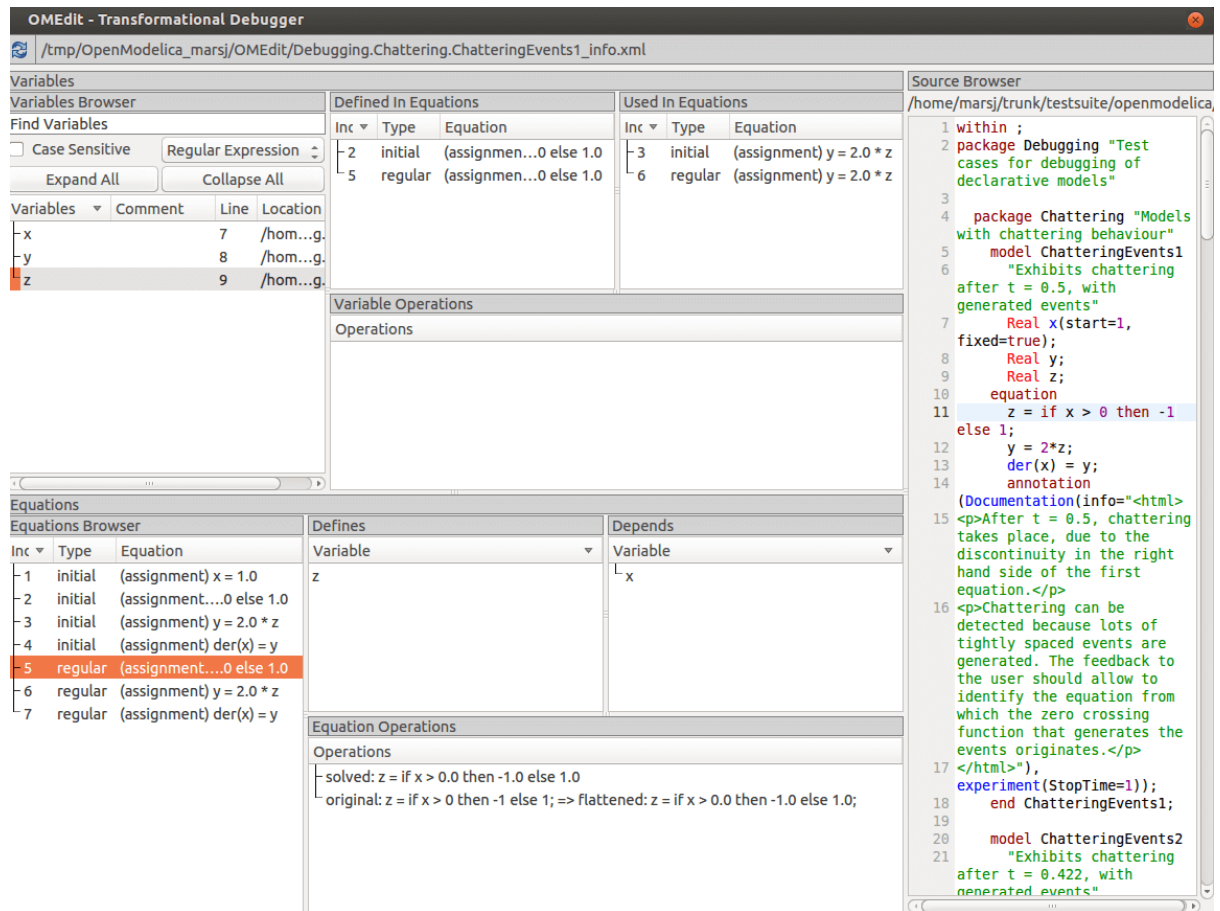 OMEdit - Transformational Debugger
/tmp/OpenModelica_marsj/OMEdit/Debugging.Chattering.ChatteringEvents1_info.xml
Variables
Variables Browser
Find Variables
Case Sensitive Regular Expression
Expand All Collapse All
Variables Comment Line Location
x 7 /hom...g.
y 8 /hom...g.
z 9 /hom...g.
Defined In Equations
Inc Type Equation
2 initial (assignmen...0 else 1.0
5 regular (assignmen...0 else 1.0
Used In Equations
Inc Type Equation
3 initial (assignment) y = 2.0 * z
6 regular (assignment) y = 2.0 * z
Variable Operations
Operations
Equations
Equations Browser
Inc Type Equation
1 initial (assignment) x = 1.0
2 initial (assignment....0 else 1.0
3 initial (assignment) y = 2.0 * z
4 initial (assignment) der(x) = y
5 regular (assignment....0 else 1.0
6 regular (assignment) y = 2.0 * z
7 regular (assignment) der(x) = y
Defines
Variable
z
Depends
Variable
x
Equation Operations
Operations
solved: z = if x > 0.0 then -1.0 else 1.0
original: z = if x > 0 then -1 else 1; => flattened: z = if x > 0.0 then -1.0 else 1.0;
Source Browser
/home/marsj/trunk/testsuite/openmodelica,
1 within ;
2 package Debugging "Test
cases for debugging of
declarative models"
3
4 package Chattering "Models
with chattering behaviour"
5 model ChatteringEvents1
6 "Exhibits chattering
after t = 0.5, with
generated events"
7 Real x(start=1,
fixed=true);
8 Real y;
9 Real z;
10 equation
11 z = if x > 0 then -1
else 1;
12 y = 2*z;
13 der(x) = y;
14 annotation
(Documentation(info="<html>
15 <p>After t = 0.5, chattering
takes place, due to the
discontinuity in the right
hand side of the first
equation.</p>
16 <p>Chattering can be
detected because lots of
tightly spaced events are
generated. The feedback to
the user should allow to
identify the equation from
which the zero crossing
function that generates the
events originates.</p>
17 </html>"),
experiment(StopTime=1));
18 end ChatteringEvents1;
19
20 model ChatteringEvents2
21 "Exhibits chattering
after t = 0.422, with
generated events"